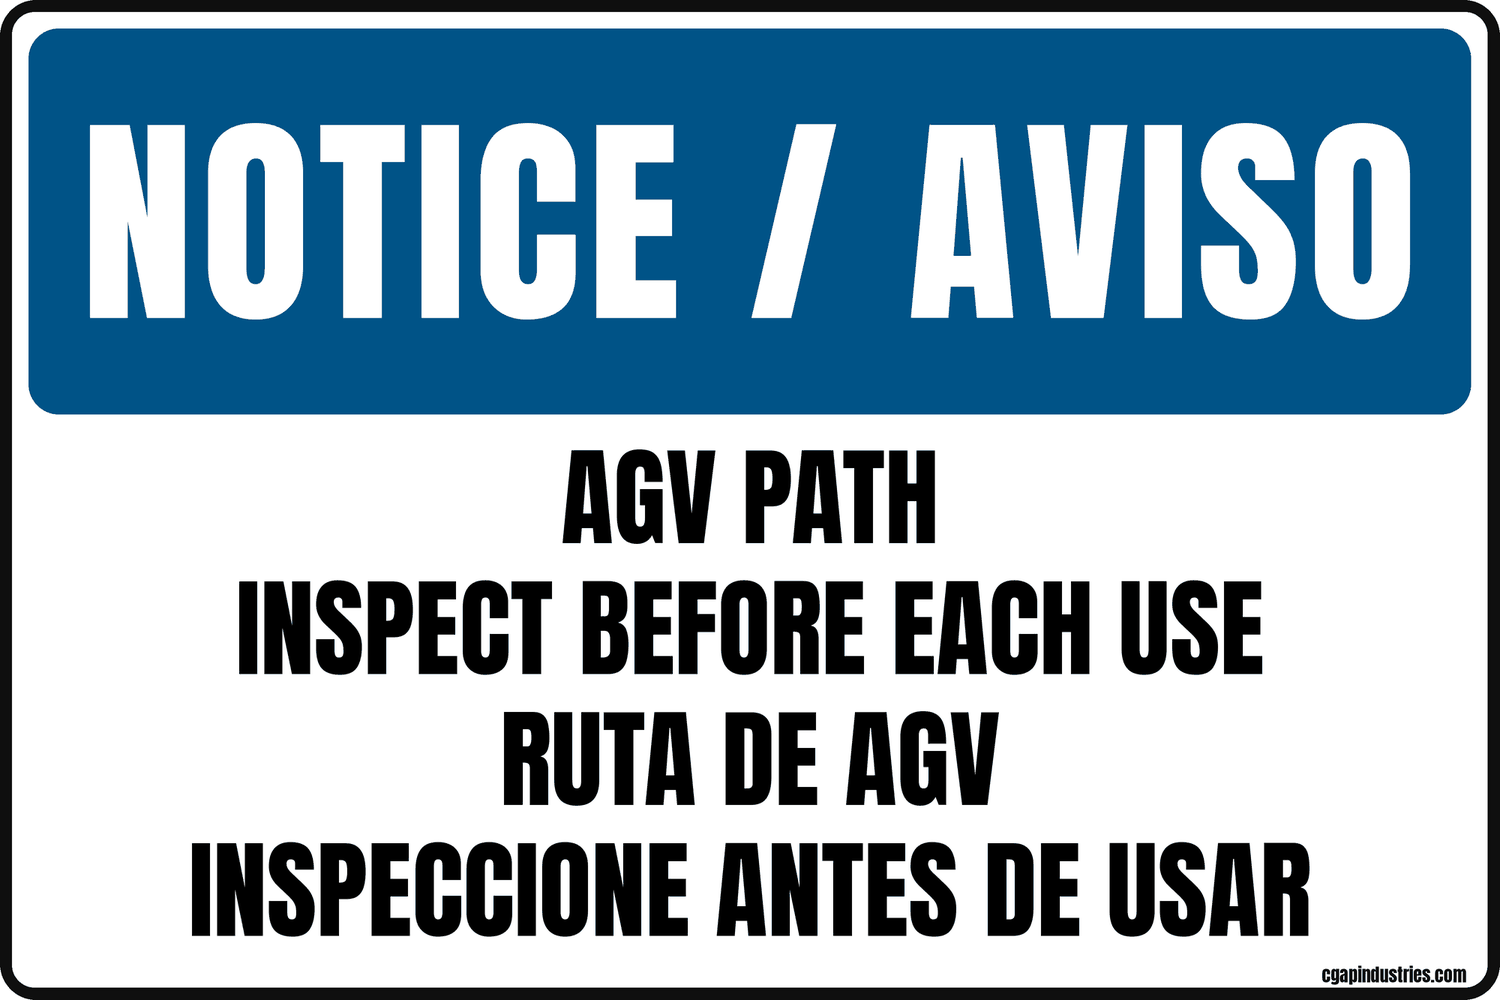 NOTICE / AVISO
AGV PATH
INSPECT BEFORE EACH USE
RUTA DE AGV
INSPECCIONE ANTES DE USAR
cgapindustries.com